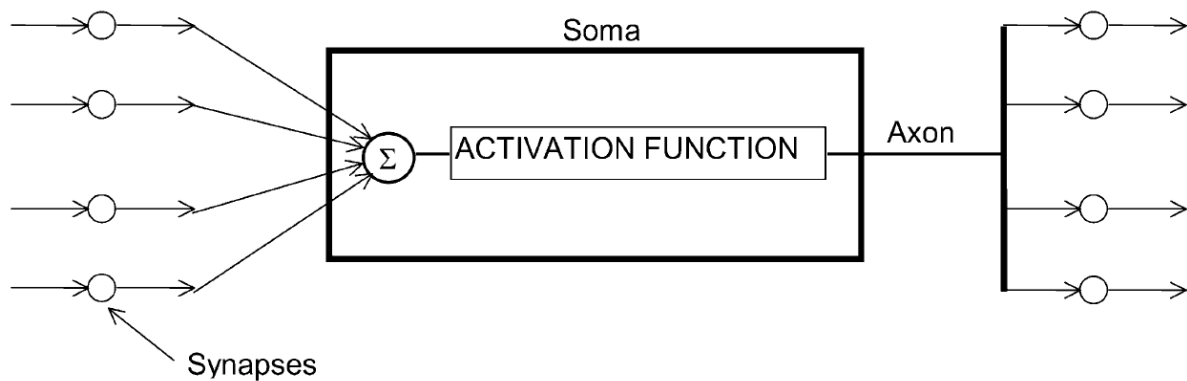 Soma
Σ
ACTIVATION FUNCTION
Axon
Synapses